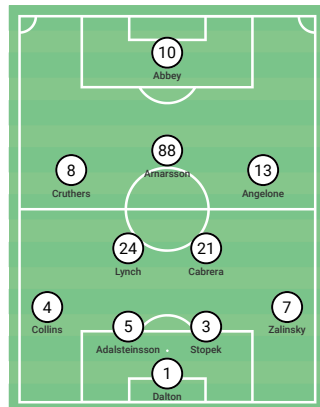 10
Abbey
88
Arnarsson
8
Cruthers
13
Angelone
24
Lynch
21
Cabrera
4
Collins
7
Zalinsky
5
Adalsteinsson
3
Stopek
1
Dalton